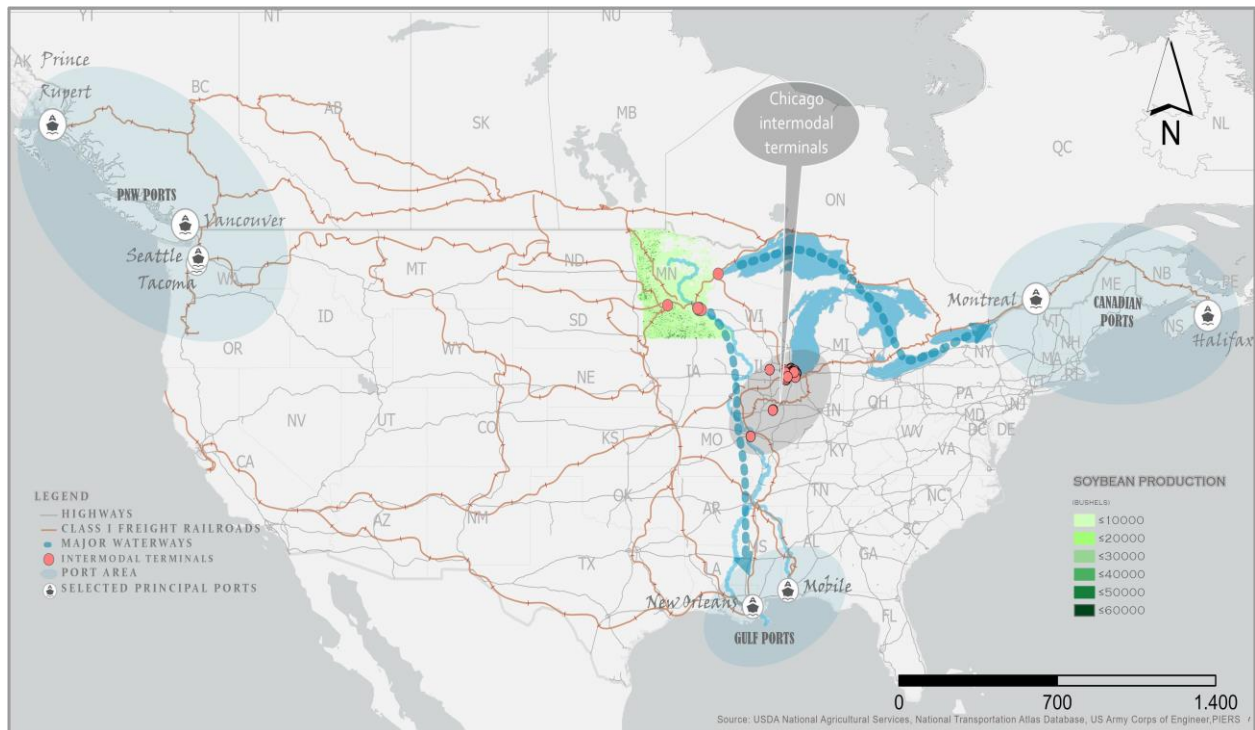 YT
NT
NU
AK
Prince
Rupert
BC
AB
SK
MB
Chicago
intermodal
terminals
N
NL
QC
ON
PNW PORTS
Vancouver
Seattle
Tacoma
WA
MT
ND
MN
WI
MI
Montreal
ME
NB
PE
CANADIAN
PORTS
NS
Halifax
VT
NH
MA
CT
NY
OR
ID
SD
WY
NE
IA
IL
IN
OH
PA
NJ
MD
DC
DE
NV
UT
CO
KS
MO
KY
WV
VA
CA
AZ
NM
OK
AR
TN
NC
SC
TX
LA
MS
AL
GA
FL
New Orleans
Mobile
GULF PORTS
LEGEND
HIGHWAYS
CLASS I FREIGHT RAILROADS
MAJOR WATERWAYS
INTERMODAL TERMINALS
PORT AREA
SELECTED PRINCIPAL PORTS
SOYBEAN PRODUCTION
(BUSHELS)
≤10000
≤20000
≤30000
≤40000
≤50000
≤60000
0 700 1.400
Source: USDA National Agricultural Services, National Transportation Atlas Database, US Army Corps of Engineer,PIERS